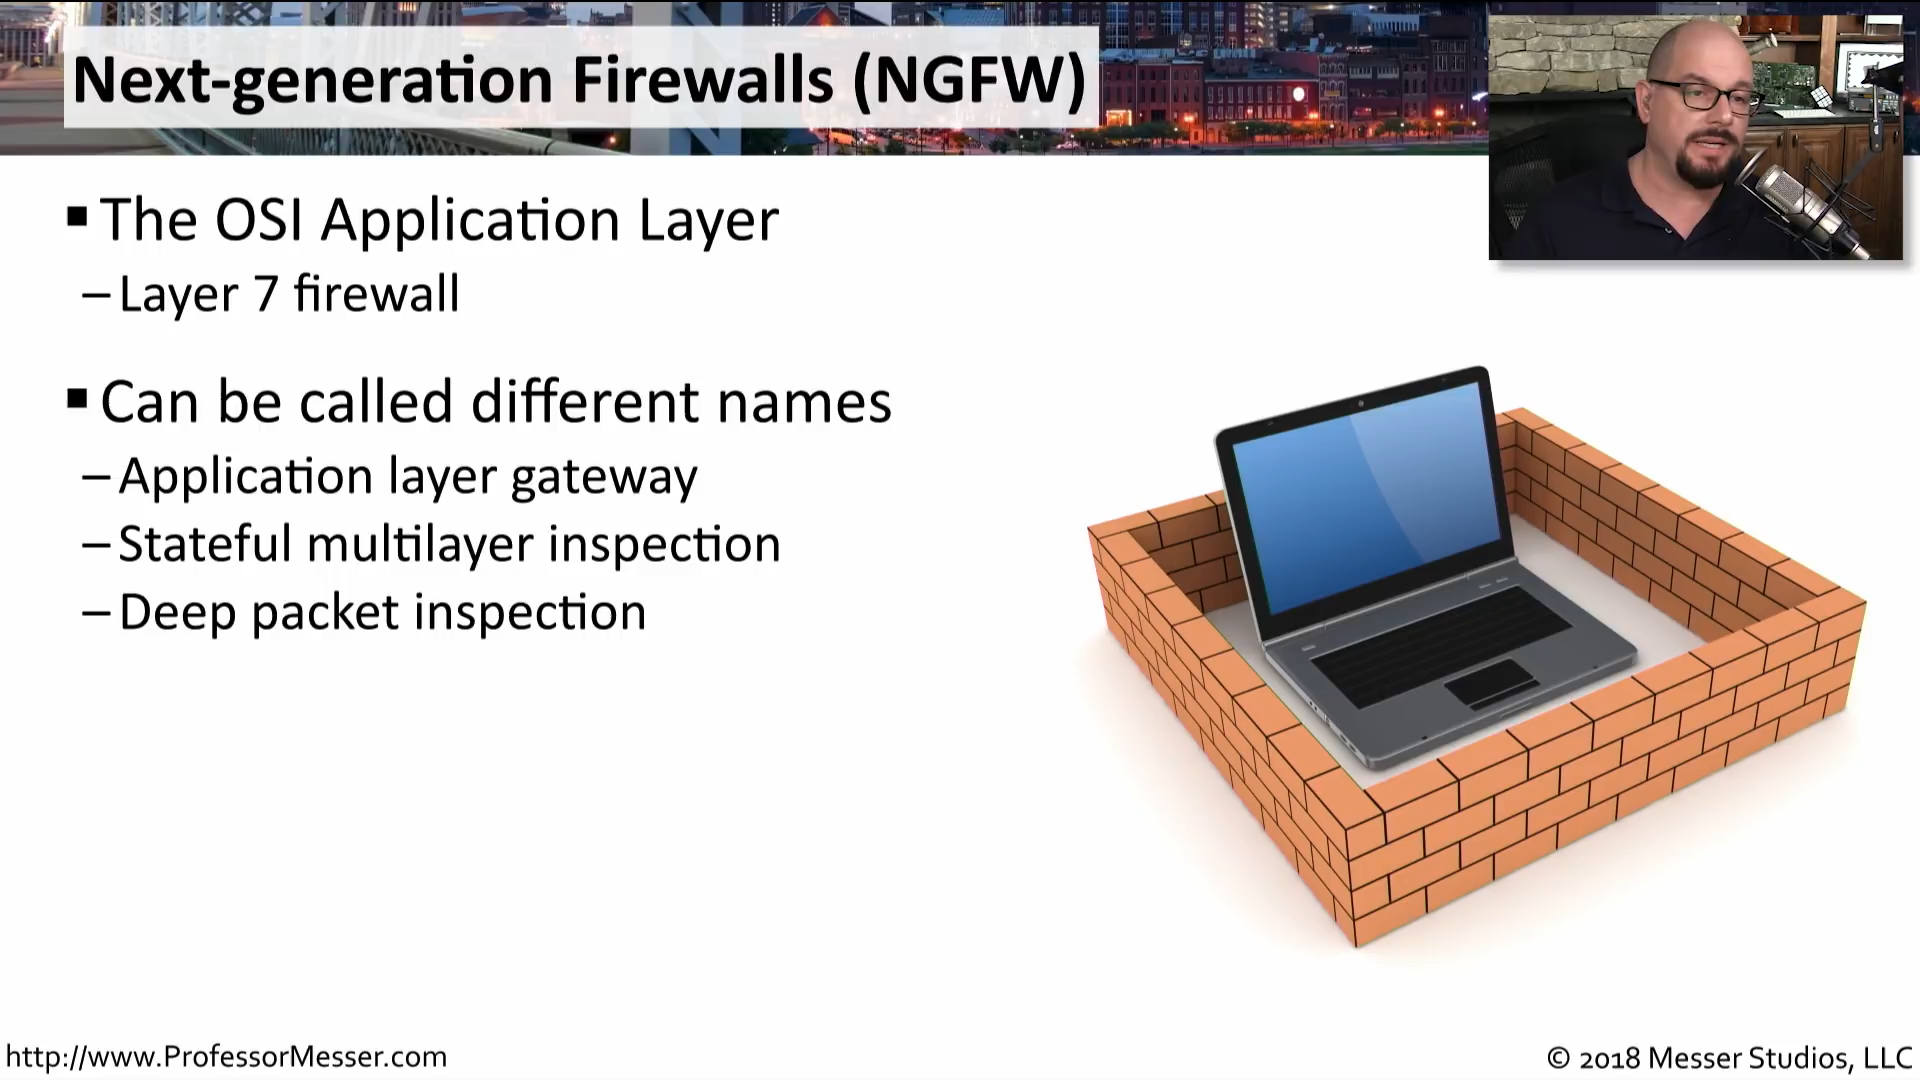 Next-generation Firewalls (NGFW)
▪ The OSI Application Layer
– Layer 7 firewall
▪ Can be called different names
– Application layer gateway
– Stateful multilayer inspection
– Deep packet inspection
http://www.ProfessorMesser.com
© 2018 Messer Studios, LLC